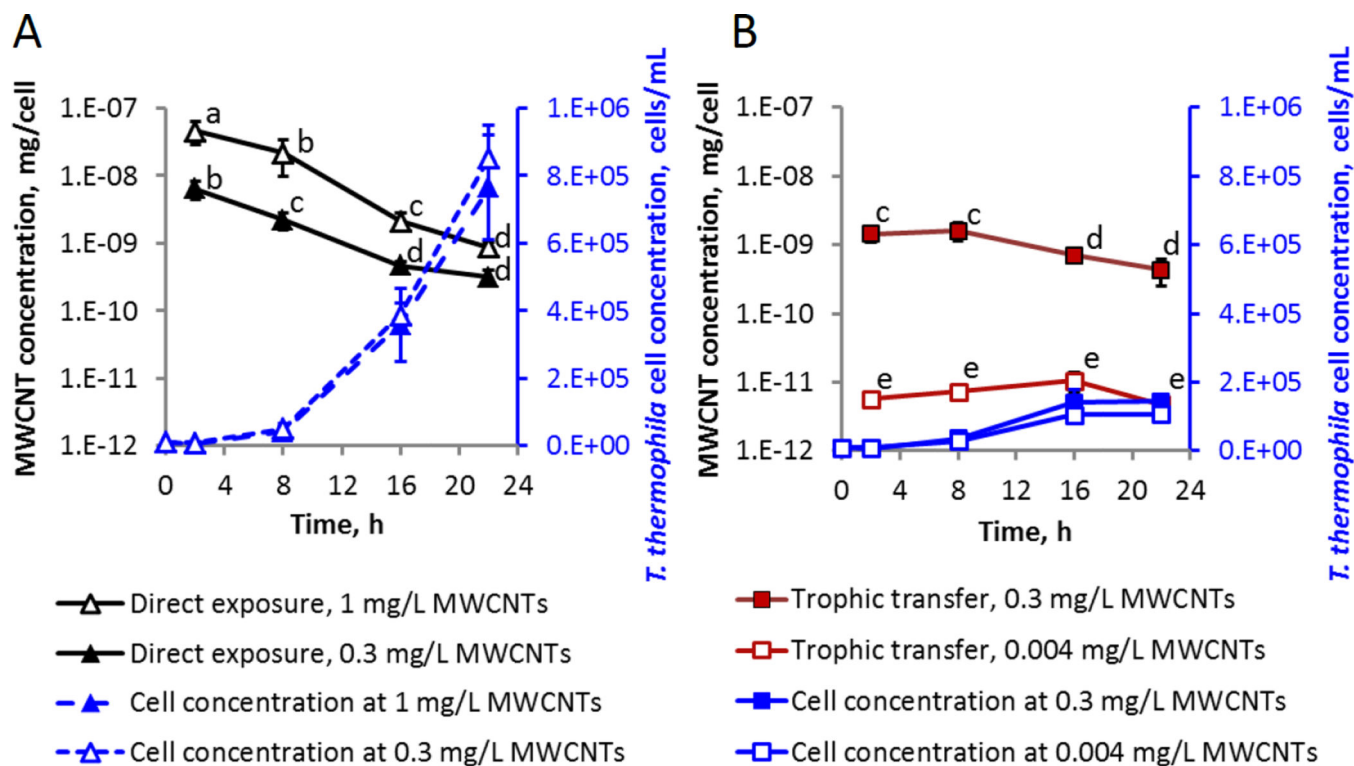 A
MWCNT concentration, mg/cell
1.E-07
1.E-08
1.E-09
1.E-10
1.E-11
1.E-12
a
b
c
d
b
c
d
d
0 4 8 12 16 20 24
Time, h
1.E+06
8.E+05
6.E+05
4.E+05
2.E+05
0.E+00
T. thermophila cell concentration, cells/mL
Direct exposure, 1 mg/L MWCNTs
Direct exposure, 0.3 mg/L MWCNTs
Cell concentration at 1 mg/L MWCNTs
Cell concentration at 0.3 mg/L MWCNTs
B
MWCNT concentration, mg/cell
1.E-07
1.E-08
1.E-09
1.E-10
1.E-11
1.E-12
c c d d
e e e e
0 4 8 12 16 20 24
Time, h
1.E+06
8.E+05
6.E+05
4.E+05
2.E+05
0.E+00
T. thermophila cell concentration, cells/mL
Trophic transfer, 0.3 mg/L MWCNTs
Trophic transfer, 0.004 mg/L MWCNTs
Cell concentration at 0.3 mg/L MWCNTs
Cell concentration at 0.004 mg/L MWCNTs